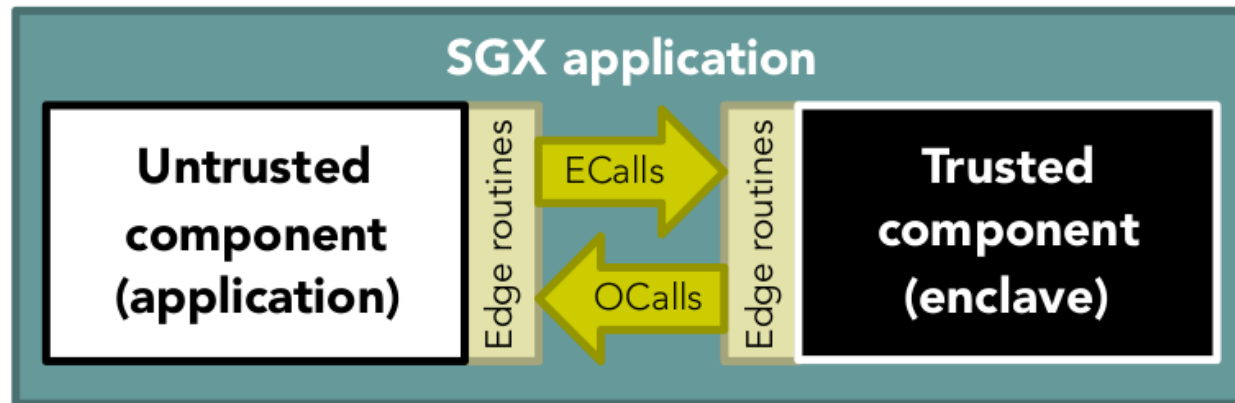 SGX application
Untrusted
component
(application)
Edge routines
ECalls
OCalls
Edge routines
Trusted
component
(enclave)